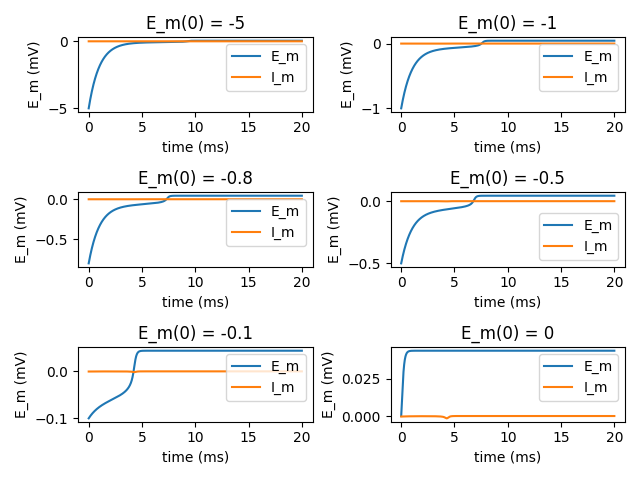 E_m(0) = -5
E_m (mV)
0
−5
E_m
I_m
0 5 10 15 20
time (ms)
E_m(0) = -1
E_m (mV)
0
−1
E_m
I_m
0 5 10 15 20
time (ms)
E_m(0) = -0.8
E_m (mV)
0.0
−0.5
E_m
I_m
0 5 10 15 20
time (ms)
E_m(0) = -0.5
E_m (mV)
0.0
−0.5
E_m
I_m
0 5 10 15 20
time (ms)
E_m(0) = -0.1
E_m (mV)
0.0
−0.1
E_m
I_m
0 5 10 15 20
time (ms)
E_m(0) = 0
E_m (mV)
0.025
0.000
E_m
I_m
0 5 10 15 20
time (ms)